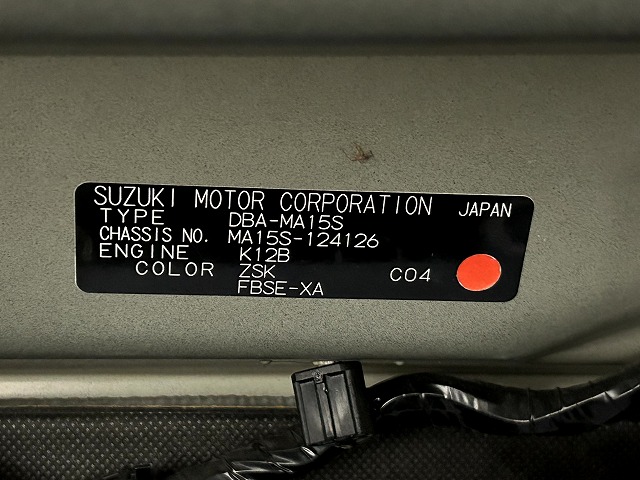 SUZUKI MOTOR CORPORATION JAPAN
TYPE DBA-MA15S
CHASSIS NO. MA15S-124126
ENGINE K12B
COLOR ZSK C04
FBSE-XA